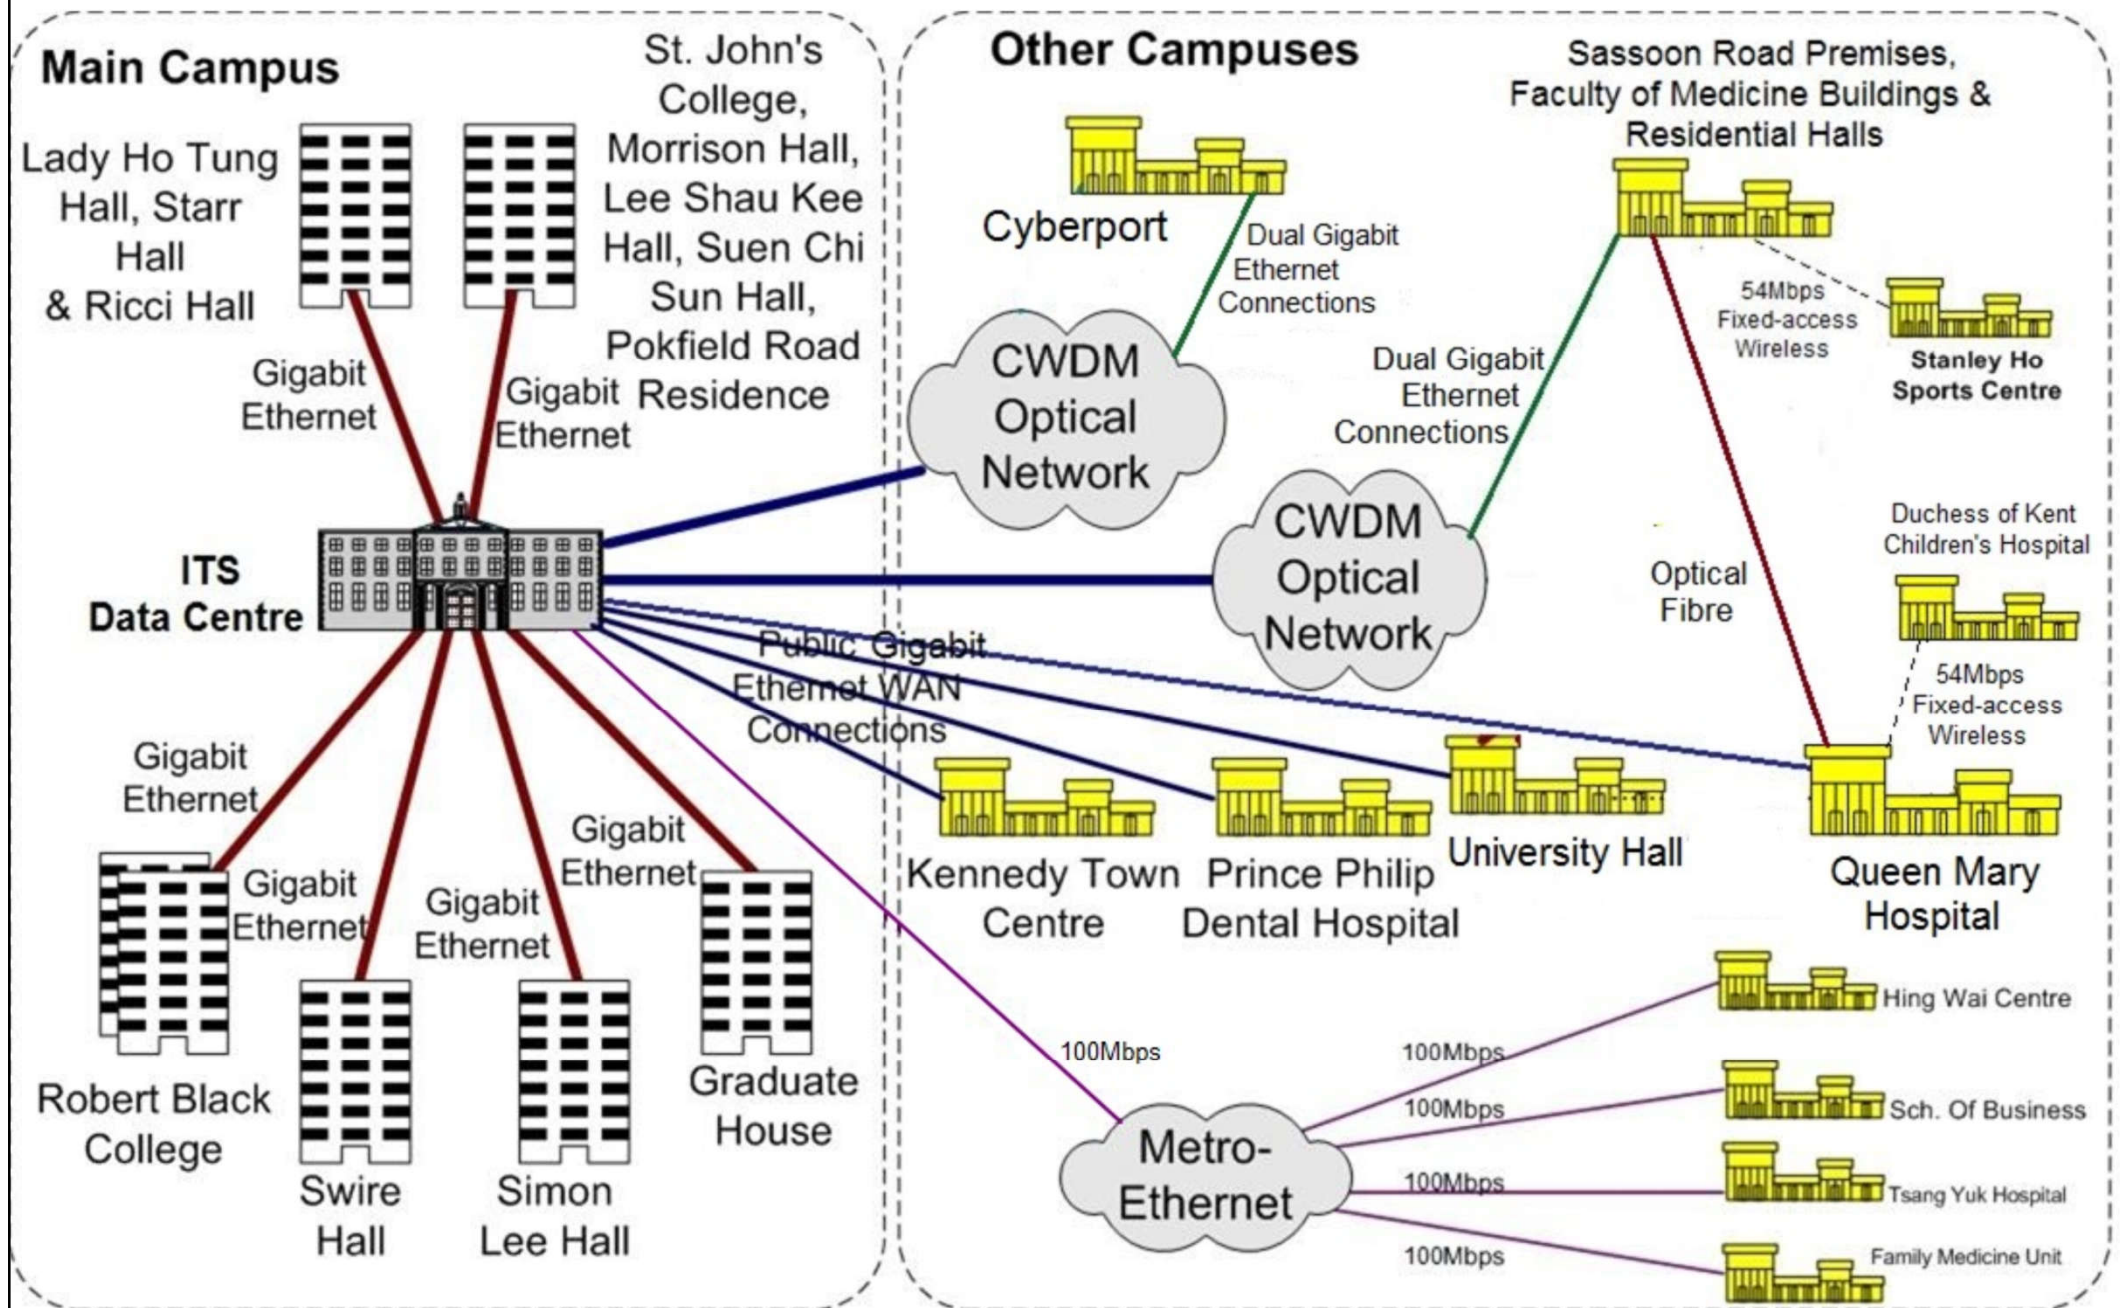 Main Campus
Lady Ho Tung
Hall, Starr
Hall
& Ricci Hall
St. John's
College,
Morrison Hall,
Lee Shau Kee
Hall, Suen Chi
Sun Hall,
Pokfield Road
Residence
Gigabit
Ethernet
Gigabit
Ethernet
ITS
Data Centre
Gigabit
Ethernet
Gigabit
Ethernet
Gigabit
Ethernet
Gigabit
Ethernet
Robert Black
College
Swire
Hall
Simon
Lee Hall
Graduate
House
Other Campuses
Cyberport
Dual Gigabit
Ethernet
Connections
CWDM
Optical
Network
Sassoon Road Premises,
Faculty of Medicine Buildings &
Residential Halls
54Mbps
Fixed-access
Wireless
Stanley Ho
Sports Centre
Dual Gigabit
Ethernet
Connections
CWDM
Optical
Network
Optical
Fibre
Duchess of Kent
Children's Hospital
54Mbps
Fixed-access
Wireless
Public Gigabit
Ethernet WAN
Connections
Kennedy Town
Centre
Prince Philip
Dental Hospital
University Hall
Queen Mary
Hospital
100Mbps
Metro-
Ethernet
100Mbps
Hing Wai Centre
100Mbps
Sch. Of Business
100Mbps
Tsang Yuk Hospital
100Mbps
Family Medicine Unit